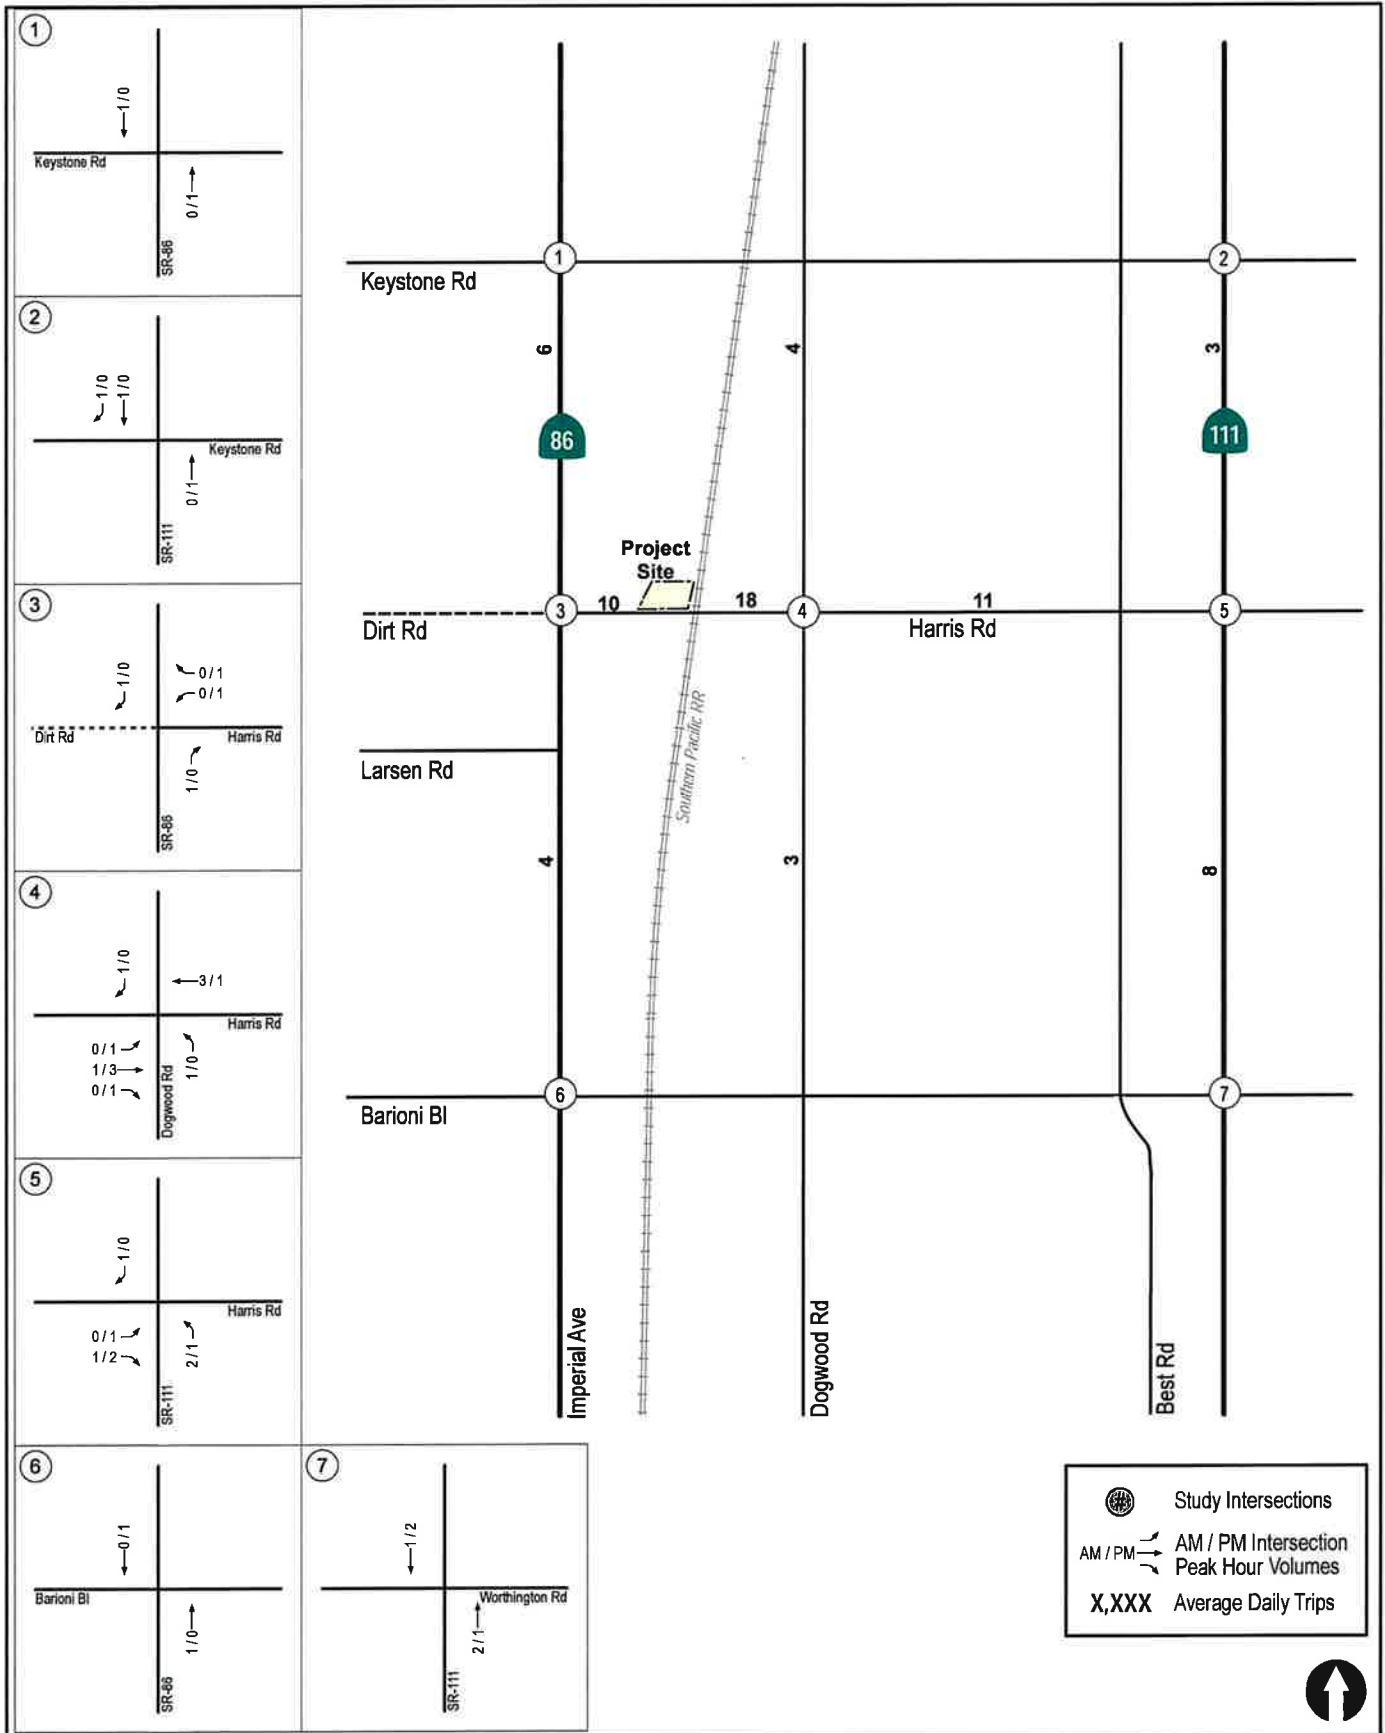 1
1/0
Keystone Rd
0/1
SR-86
2
1/0
1/0
Keystone Rd
0/1
SR-111
3
1/0
0/1
0/1
Dirt Rd
Harris Rd
1/0
SR-86
4
1/0
3/1
Harris Rd
0/1
1/3
0/1
1/0
Dogwood Rd
5
1/0
Harris Rd
0/1
1/2
2/1
SR-111
6
0/1
Barioni Bl
1/0
SR-86
7
1/2
Worthington Rd
2/1
SR-111
1
2
Keystone Rd
6
4
3
86
111
Project
Site
10
18
11
3
4
5
Dirt Rd
Harris Rd
Southern Pacific RR
Larsen Rd
4
3
8
6
7
Barioni Bl
Imperial Ave
Dogwood Rd
Best Rd
# Study Intersections
AM / PM AM / PM Intersection
Peak Hour Volumes
X,XXX Average Daily Trips